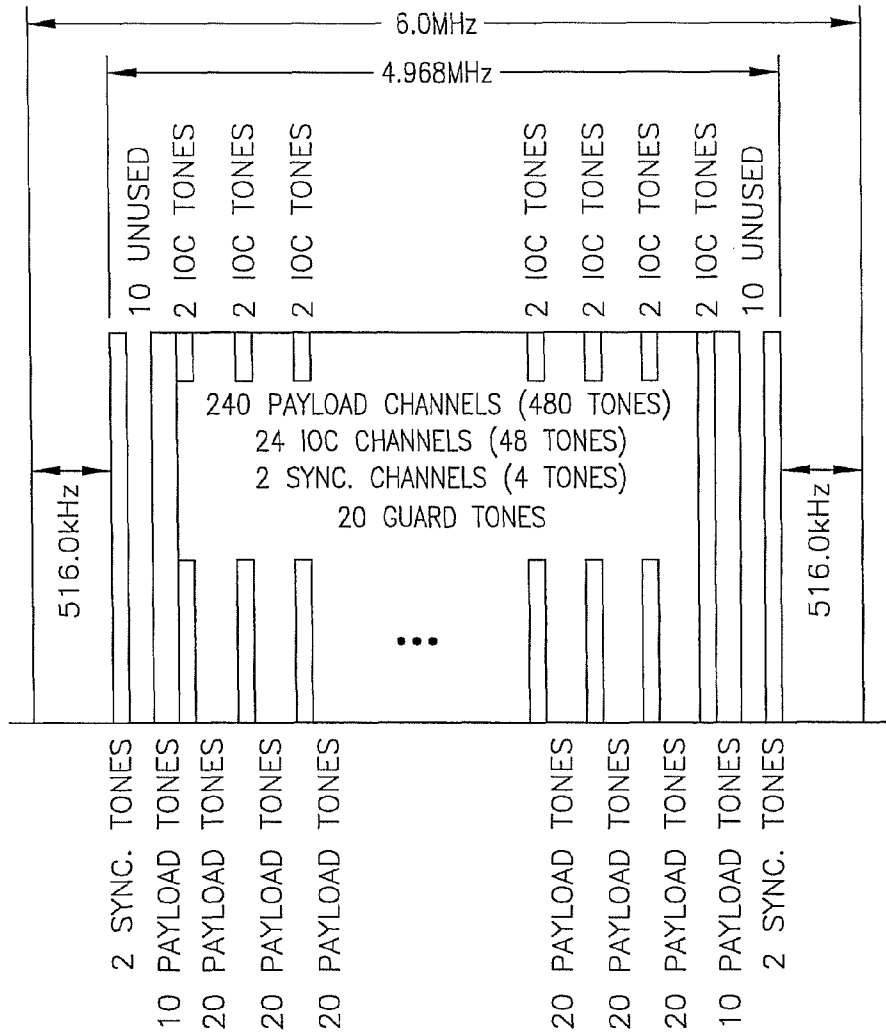 6.0MHz
4.968MHz
10 UNUSED
2 IOC TONES
2 IOC TONES
2 IOC TONES
2 IOC TONES
2 IOC TONES
2 IOC TONES
2 IOC TONES
10 UNUSED
240 PAYLOAD CHANNELS (480 TONES)
24 IOC CHANNELS (48 TONES)
2 SYNC. CHANNELS (4 TONES)
20 GUARD TONES
516.0kHz
516.0kHz
2 SYNC. TONES
10 PAYLOAD TONES
20 PAYLOAD TONES
20 PAYLOAD TONES
20 PAYLOAD TONES
20 PAYLOAD TONES
20 PAYLOAD TONES
20 PAYLOAD TONES
10 PAYLOAD TONES
2 SYNC. TONES